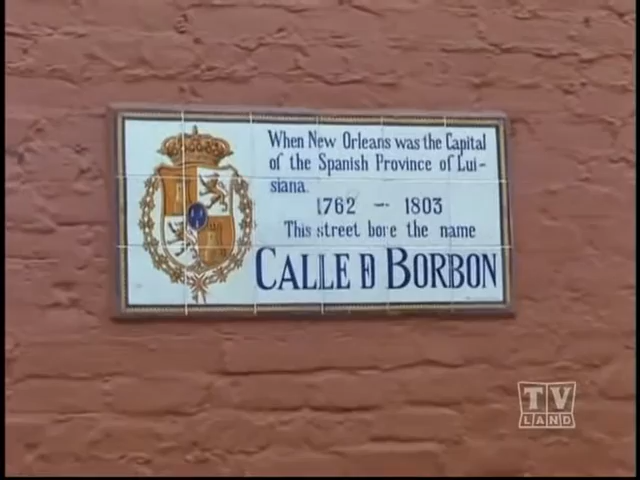 TV
LAND
When New Orleans was the Capital
of the Spanish Province of Lui-
siana.
1762 - 1803
This street bore the name
CALLE D BORBON